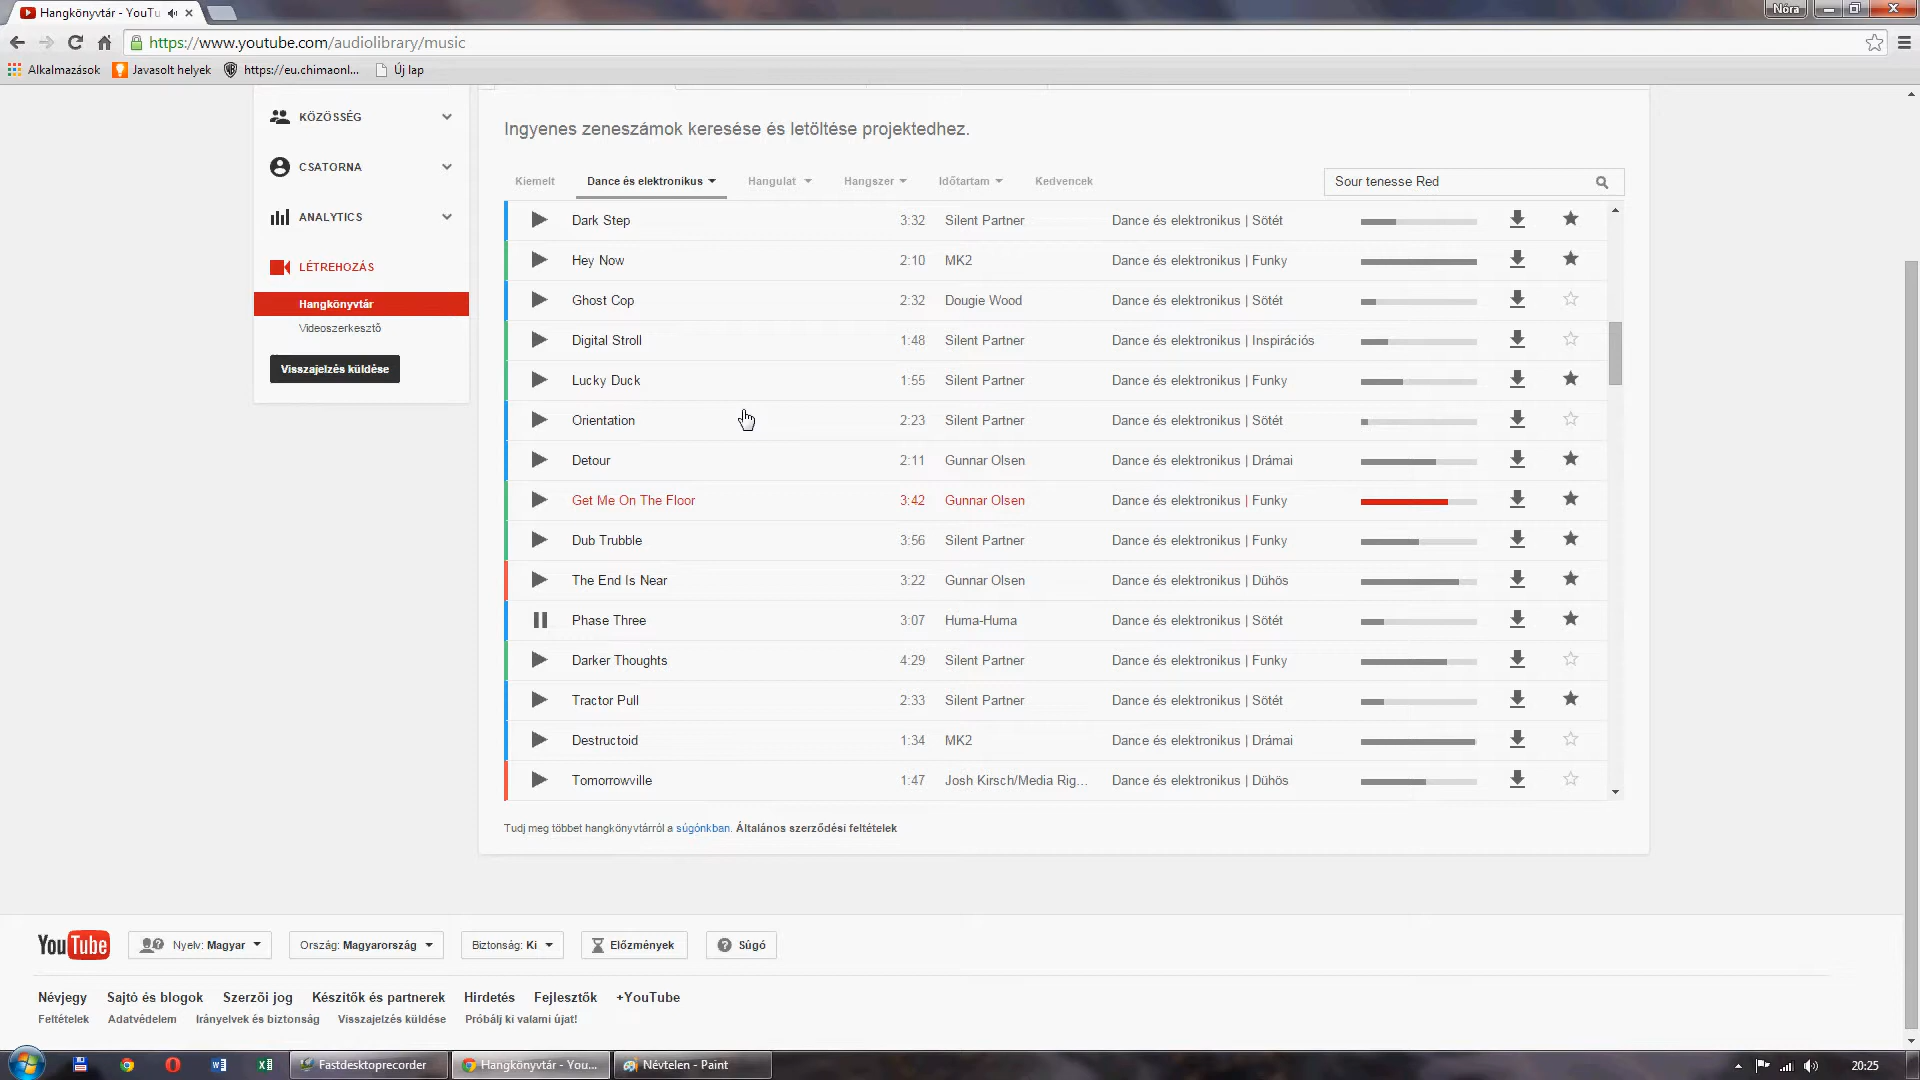 Hangkönyvtár - YouTu
Nóra
https://www.youtube.com/audiolibrary/music
Alkalmazások
Javasolt helyek
https://eu.chimaonl...
Új lap
KÖZÖSSÉG
CSATORNA
ANALYTICS
LÉTREHOZÁS
Hangkönyvtár
Videoszerkesztő
Visszajelzés küldése
Ingyenes zeneszámok keresése és letöltése projektedhez.
Kiemelt Dance és elektronikus Hangulat Hangszer Időtartam Kedvencek Sour tenesse Red
Dark Step 3:32 Silent Partner Dance és elektronikus | Sötét
Hey Now 2:10 MK2 Dance és elektronikus | Funky
Ghost Cop 2:32 Dougie Wood Dance és elektronikus | Sötét
Digital Stroll 1:48 Silent Partner Dance és elektronikus | Inspirációs
Lucky Duck 1:55 Silent Partner Dance és elektronikus | Funky
Orientation 2:23 Silent Partner Dance és elektronikus | Sötét
Detour 2:11 Gunnar Olsen Dance és elektronikus | Drámai
Get Me On The Floor 3:42 Gunnar Olsen Dance és elektronikus | Funky
Dub Trubble 3:56 Silent Partner Dance és elektronikus | Funky
The End Is Near 3:22 Gunnar Olsen Dance és elektronikus | Dühös
Phase Three 3:07 Huma-Huma Dance és elektronikus | Sötét
Darker Thoughts 4:29 Silent Partner Dance és elektronikus | Funky
Tractor Pull 2:33 Silent Partner Dance és elektronikus | Sötét
Destructoid 1:34 MK2 Dance és elektronikus | Drámai
Tomorrowville 1:47 Josh Kirsch/Media Rig... Dance és elektronikus | Dühös
Tudj meg többet hangkönyvtárról a súgónkban. Általános szerződési feltételek
YouTube Nyelv: Magyar Ország: Magyarország Biztonság: Ki Előzmények Súgó
Névjegy Sajtó és blogok Szerzői jog Készítők és partnerek Hirdetés Fejlesztők +YouTube
Feltételek Adatvédelem Irányelvek és biztonság Visszajelzés küldése Próbálj ki valami újat!
Fastdesktoprecorder Hangkönyvtár - You... Névtelen - Paint 20:25